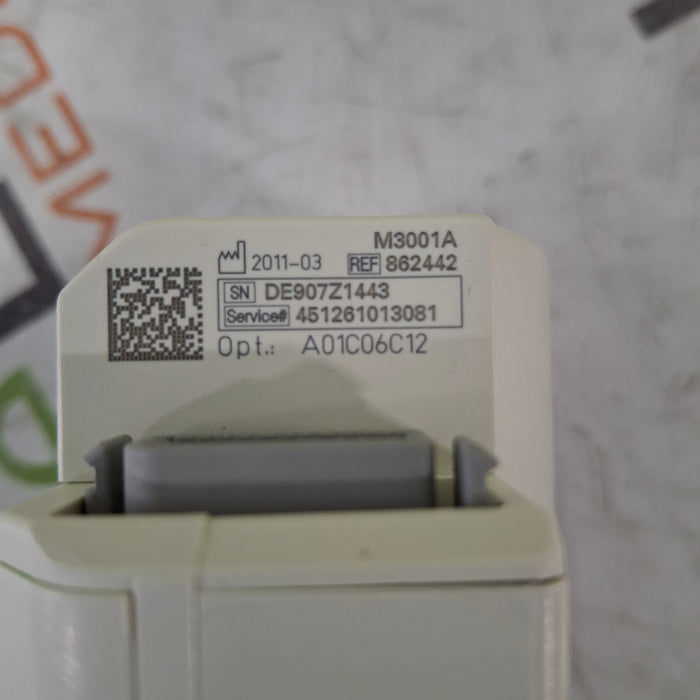 M3001A
2011-03 REF 862442
SN DE907Z1443
Service# 451261013081
Opt.: A01C06C12